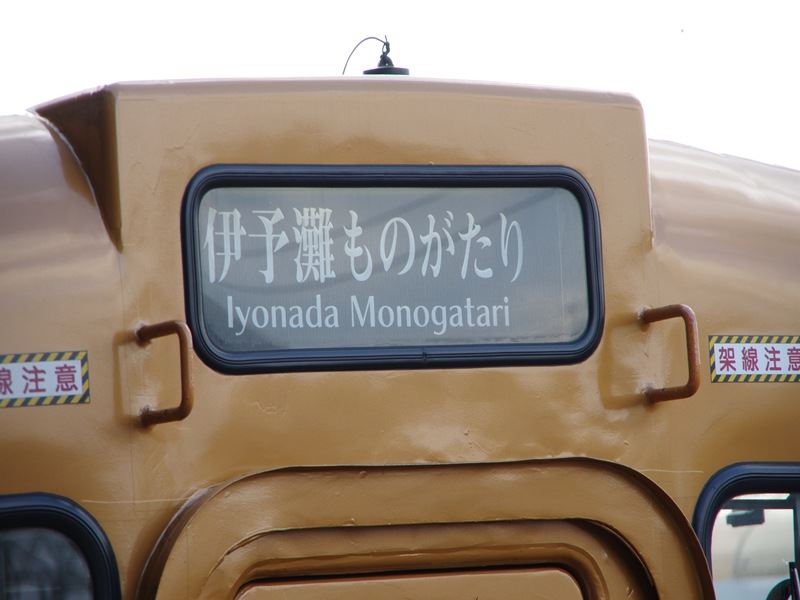 伊予灘ものがたり
Iyonada Monogatari
線注意
架線注意